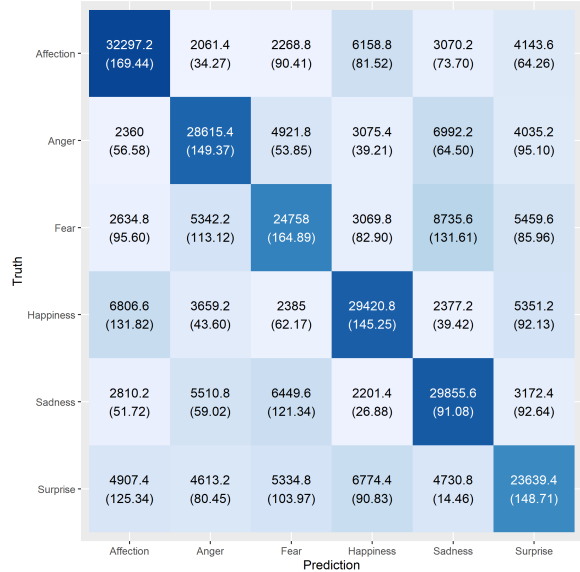 Truth
Affection
32297.2 2061.4 2268.8 6158.8 3070.2 4143.6
(169.44) (34.27) (90.41) (81.52) (73.70) (64.26)
Anger
2360 28615.4 4921.8 3075.4 6992.2 4035.2
(56.58) (149.37) (53.85) (39.21) (64.50) (95.10)
Fear
2634.8 5342.2 24758 3069.8 8735.6 5459.6
(95.60) (113.12) (164.89) (82.90) (131.61) (85.96)
Happiness
6806.6 3659.2 2385 29420.8 2377.2 5351.2
(131.82) (43.60) (62.17) (145.25) (39.42) (92.13)
Sadness
2810.2 5510.8 6449.6 2201.4 29855.6 3172.4
(51.72) (59.02) (121.34) (26.88) (91.08) (92.64)
Surprise
4907.4 4613.2 5334.8 6774.4 4730.8 23639.4
(125.34) (80.45) (103.97) (90.83) (14.46) (148.71)
Affection Anger Fear Happiness Sadness Surprise
Prediction